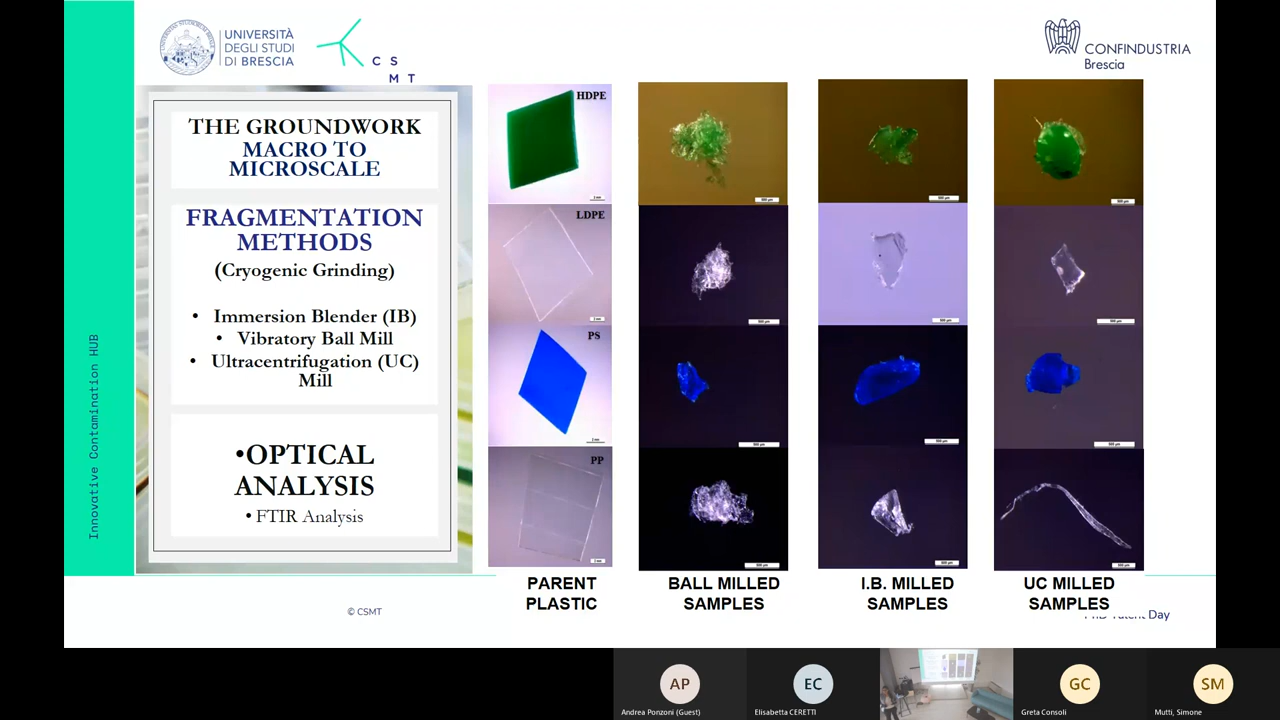 UNIVERSITÀ
DEGLI STUDI
DI BRESCIA
C S
M T
CONFINDUSTRIA
Brescia
Innovative Contamination HUB
THE GROUNDWORK
MACRO TO
MICROSCALE
FRAGMENTATION
METHODS
(Cryogenic Grinding)
• Immersion Blender (IB)
• Vibratory Ball Mill
• Ultracentrifugation (UC)
Mill
•OPTICAL
ANALYSIS
• FTIR Analysis
HDPE
LDPE
PS
PP
PARENT
PLASTIC
BALL MILLED
SAMPLES
I.B. MILLED
SAMPLES
UC MILLED
SAMPLES
© CSMT
Day
AP
Andrea Ponzoni (Guest)
EC
Elisabetta CERETTI
GC
Greta Consoli
SM
Mutti, Simone